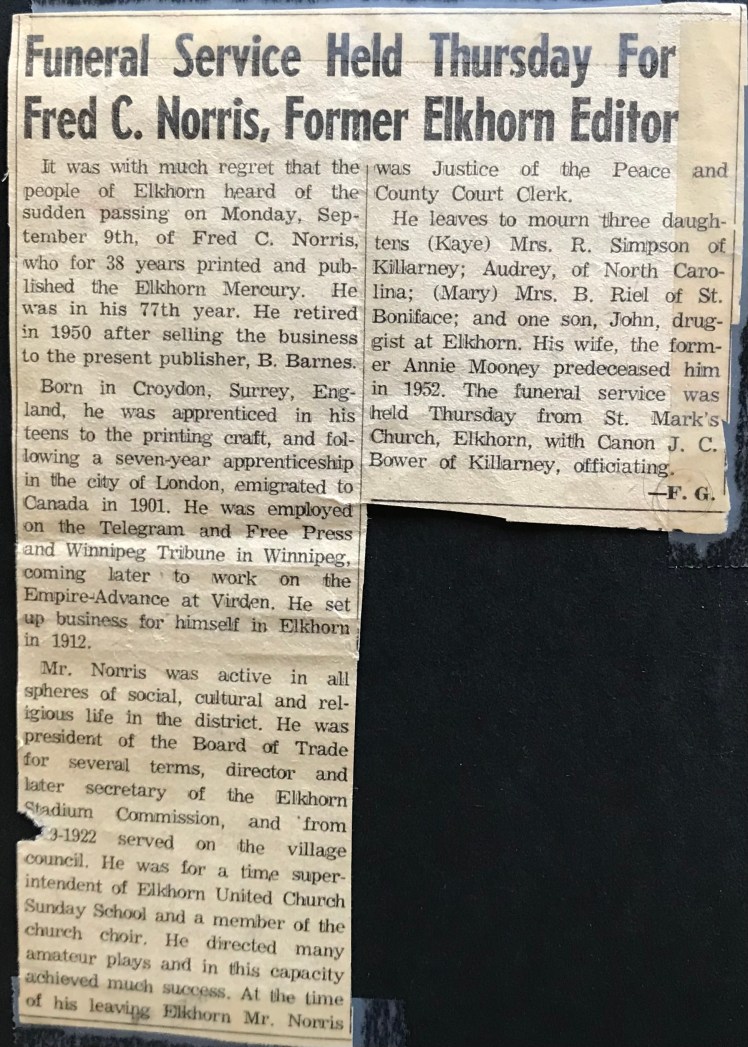 Funeral Service Held Thursday For
Fred C. Norris, Former Elkhorn Editor
It was with much regret that the
people of Elkhorn heard of the
sudden passing on Monday, Sep-
tember 9th, of Fred C. Norris,
who for 38 years printed and pub-
lished the Elkhorn Mercury. He
was in his 77th year. He retired
in 1950 after selling the business
to the present publisher, B. Barnes.
Born in Croydon, Surrey, Eng-
land, he was apprenticed in his
teens to the printing craft, and fol-
lowing a seven-year apprenticeship
in the city of London, emigrated to
Canada in 1901. He was employed
on the Telegram and Free Press
and Winnipeg Tribune in Winnipeg,
coming later to work on the
Empire-Advance at Virden. He set
up business for himself in Elkhorn
in 1912.
Mr. Norris was active in all
spheres of social, cultural and rel-
igious life in the district. He was
president of the Board of Trade
for several terms, director and
later secretary of the Elkhorn
Stadium Commission, and from
-1922 served on the village
council. He was for a time super-
intendent of Elkhorn United Church
Sunday School and a member of the
church choir. He directed many
amateur plays and in this capacity
achieved much success. At the time
of his leaving Elkhorn Mr. Norris
was Justice of the Peace and
County Court Clerk.
He leaves to mourn three daugh-
ters (Kaye) Mrs. R. Simpson of
Killarney; Audrey, of North Caro-
lina; (Mary) Mrs. B. Riel of St.
Boniface; and one son, John, drug-
gist at Elkhorn. His wife, the form-
er Annie Mooney predeceased him
in 1952. The funeral service was
held Thursday from St. Mark's
Church, Elkhorn, with Canon J. C.
Bower of Killarney, officiating.
—F. G.